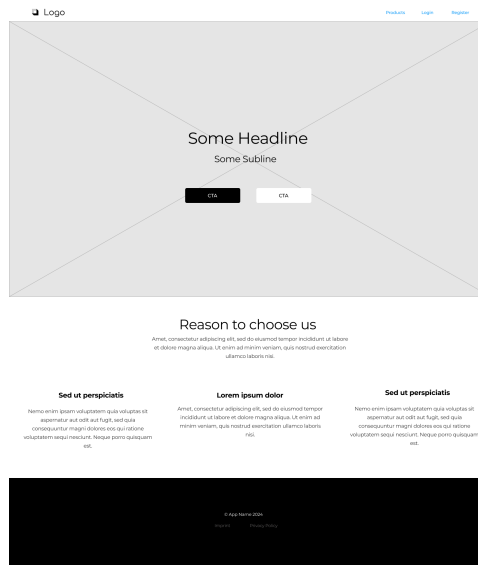 Logo
Products Login Register
Some Headline
Some Subline
CTA CTA
Reason to choose us
Amet, consectetur adipiscing elit, sed do eiusmod tempor incididunt ut labore
et dolore magna aliqua. Ut enim ad minim veniam, quis nostrud exercitation
ullamco laboris nisi.
Sed ut perspiciatis
Nemo enim ipsam voluptatem quia voluptas sit
aspernatur aut odit aut fugit, sed quia
consequuntur magni dolores eos qui ratione
voluptatem sequi nesciunt. Neque porro quisquam
est.
Lorem ipsum dolor
Amet, consectetur adipiscing elit, sed do eiusmod tempor
incididunt ut labore et dolore magna aliqua. Ut enim ad
minim veniam, quis nostrud exercitation ullamco laboris
nisi.
Sed ut perspiciatis
Nemo enim ipsam voluptatem quia voluptas sit
aspernatur aut odit aut fugit, sed quia
consequuntur magni dolores eos qui ratione
voluptatem sequi nesciunt. Neque porro quisquam
est.
© App Name 2024
Imprint Privacy Policy